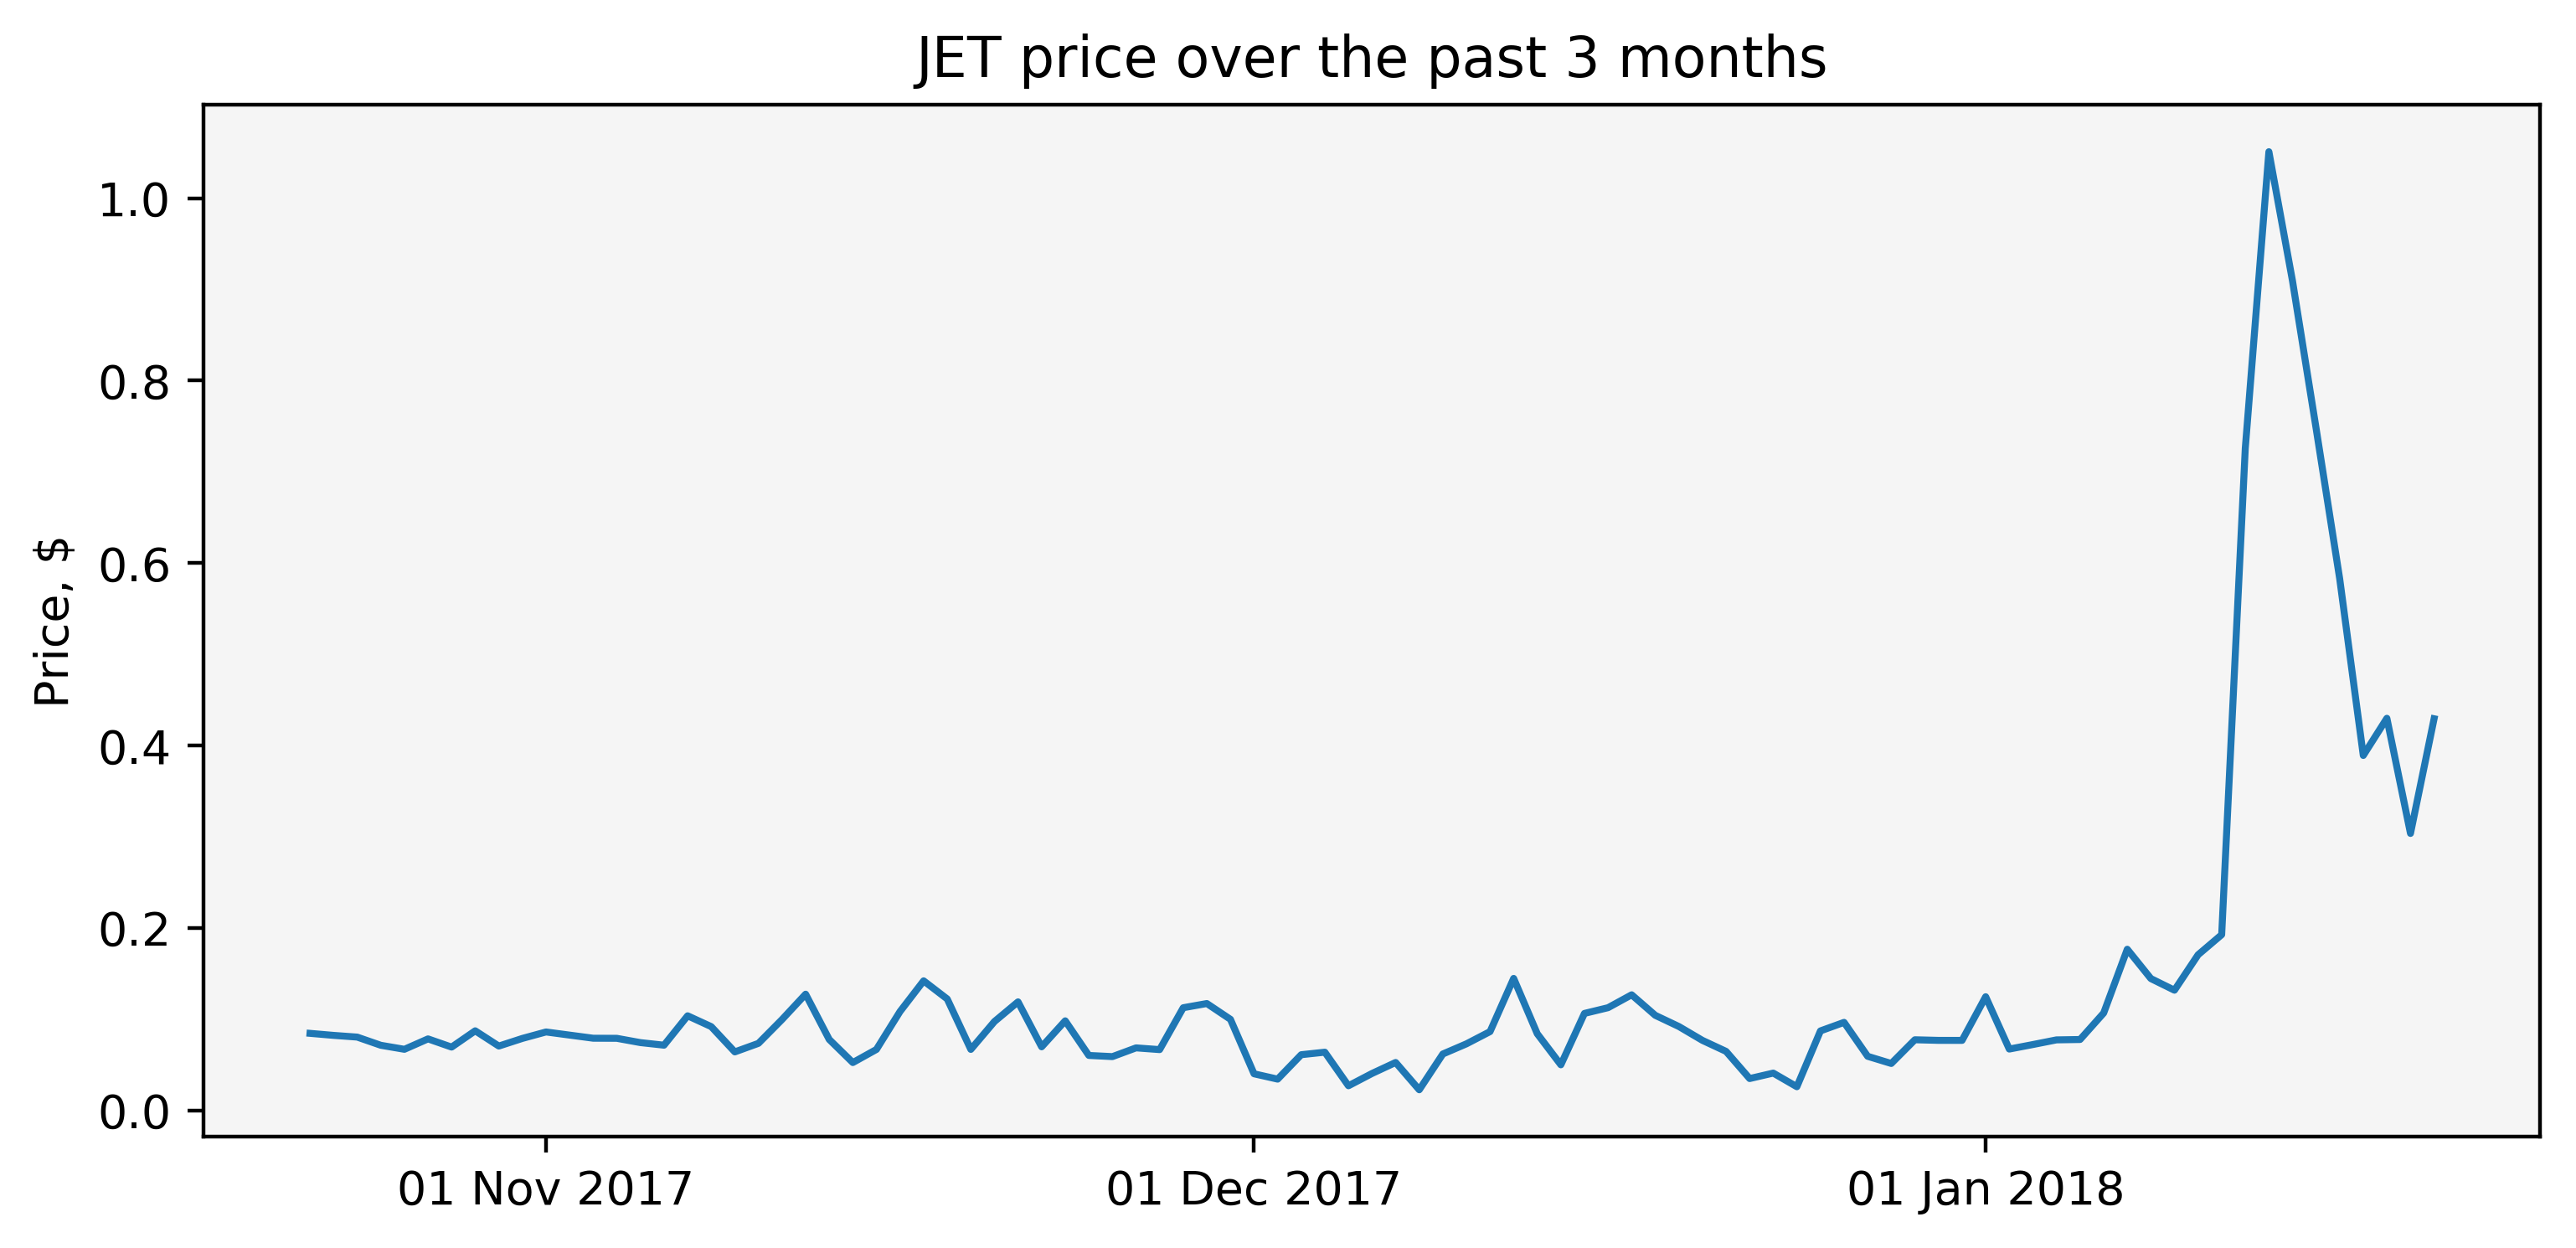 JET price over the past 3 months
Price, $
1.0
0.8
0.6
0.4
0.2
0.0
01 Nov 2017
01 Dec 2017
01 Jan 2018